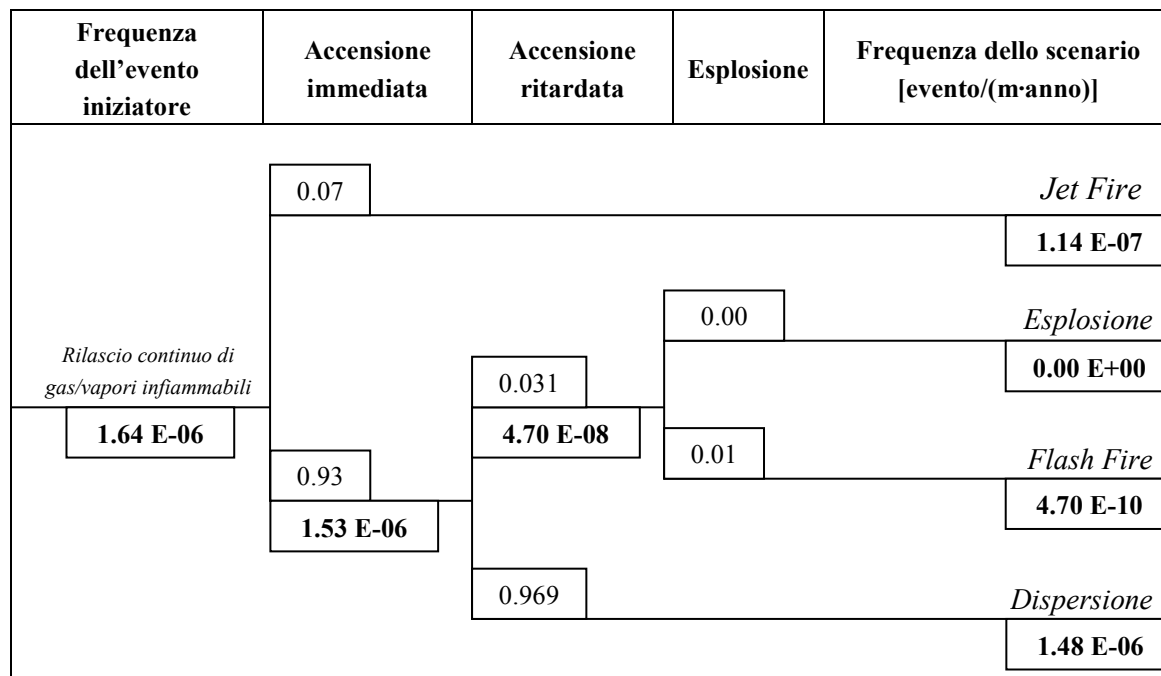 Frequenza
dell’evento
iniziatore
Accensione
immediata
Accensione
ritardata
Esplosione
Frequenza dello scenario
[evento/(m·anno)]
0.07
Jet Fire
1.14 E-07
0.00
Esplosione
0.00 E+00
Rilascio continuo di
gas/vapori infiammabili
1.64 E-06
0.031
4.70 E-08
0.93
1.53 E-06
0.01
Flash Fire
4.70 E-10
0.969
Dispersione
1.48 E-06